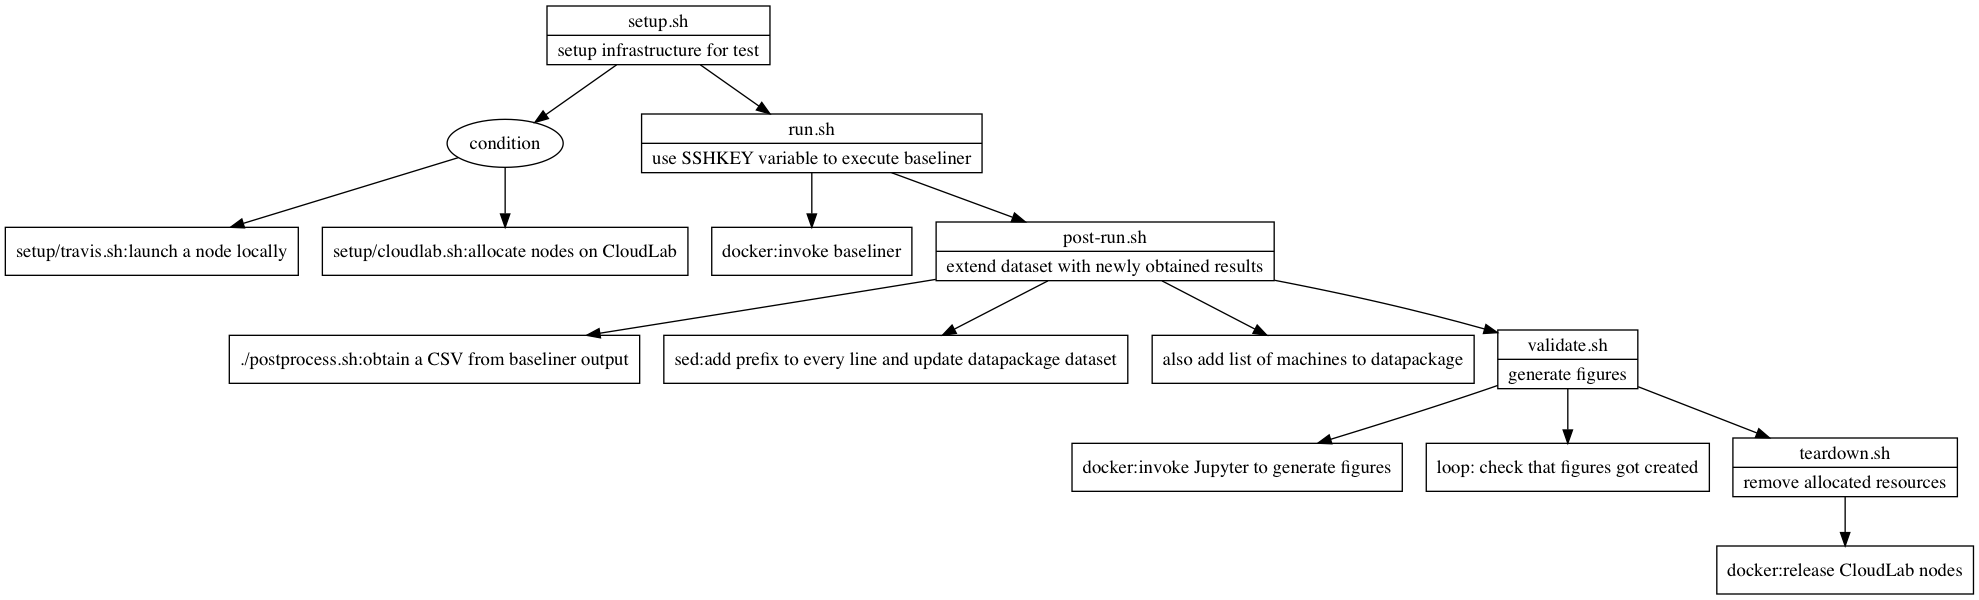 setup.sh
setup infrastructure for test
condition
run.sh
use SSHKEY variable to execute baseliner
setup/travis.sh:launch a node locally
setup/cloudlab.sh:allocate nodes on CloudLab
docker:invoke baseliner
post-run.sh
extend dataset with newly obtained results
./postprocess.sh:obtain a CSV from baseliner output
sed:add prefix to every line and update datapackage dataset
also add list of machines to datapackage
validate.sh
generate figures
docker:invoke Jupyter to generate figures
loop: check that figures got created
teardown.sh
remove allocated resources
docker:release CloudLab nodes